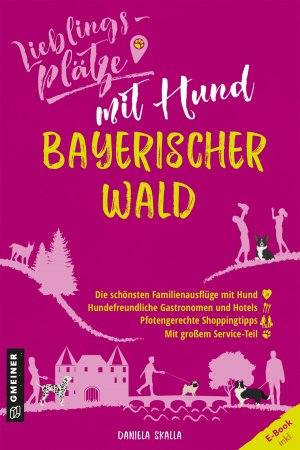 Lieblings-
Plätze
mit Hund
BAYERISCHER
WALD
Die schönsten Familienausflüge mit Hund
Hundefreundliche Gastronomen und Hotels
Pfotengerechte Shoppingtipps
Mit großem Service-Teil
GMEINER
E-Book
inkl.
DANIELA SKALLA